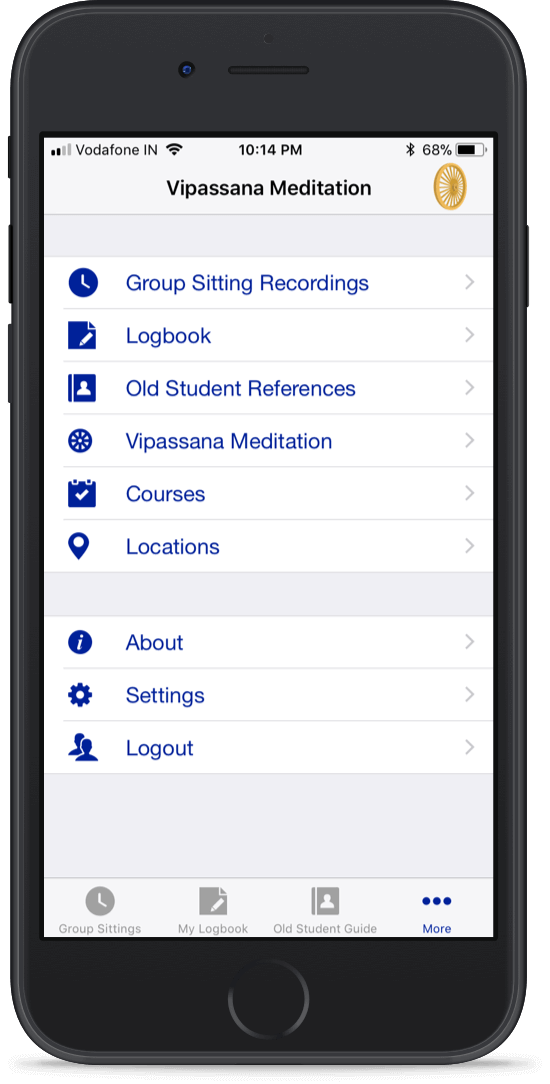 Vodafone IN 10:14 PM 68%
Vipassana Meditation
Group Sitting Recordings
Logbook
Old Student References
Vipassana Meditation
Courses
Locations
About
Settings
Logout
Group Sittings My Logbook Old Student Guide More